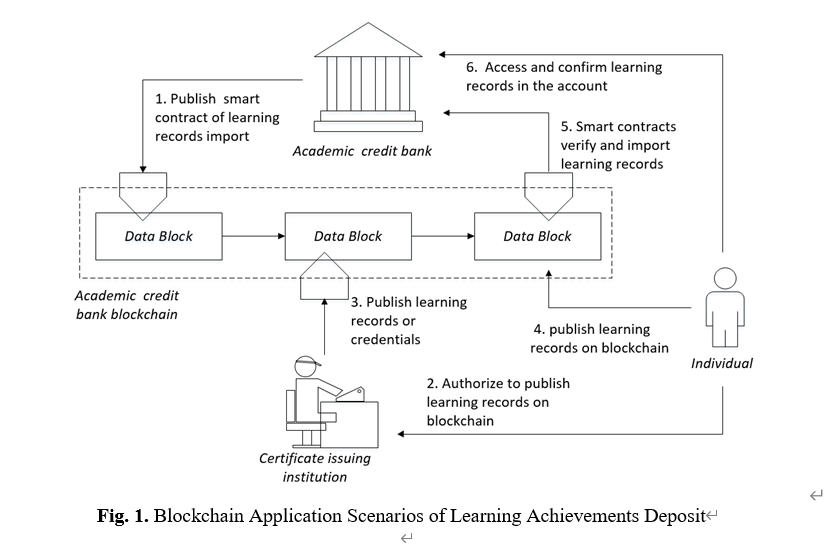 6. Access and confirm learning
records in the account
1. Publish smart
contract of learning
records import
5. Smart contracts
verify and import
learning records
Academic credit bank
Data Block
Data Block
Data Block
Academic credit
bank blockchain
3. Publish learning
records or
credentials
4. publish learning
records on blockchain
Individual
2. Authorize to publish
learning records on
blockchain
Certificate issuing
institution
Fig. 1. Blockchain Application Scenarios of Learning Achievements Deposit